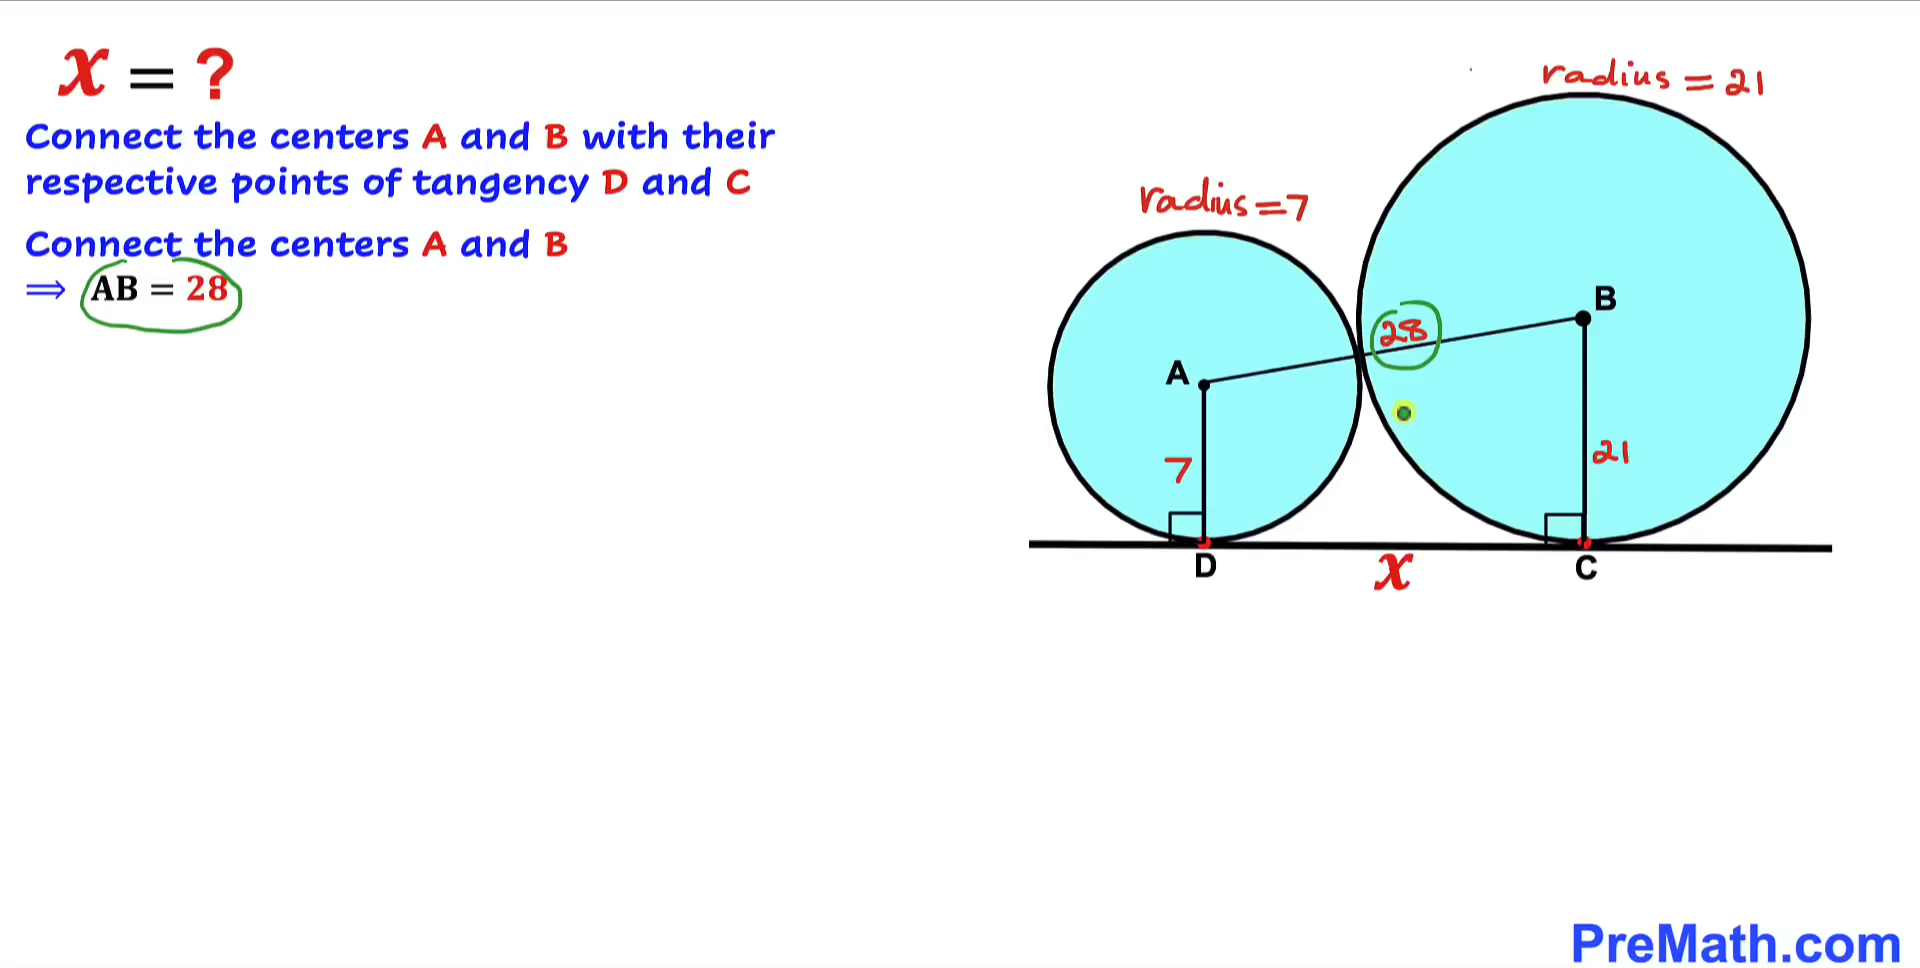 x = ?
Connect the centers A and B with their
respective points of tangency D and C
Connect the centers A and B
⟹ AB = 28
radius = 21
radius = 7
B
28
A
21
7
D
x
C
PreMath.com